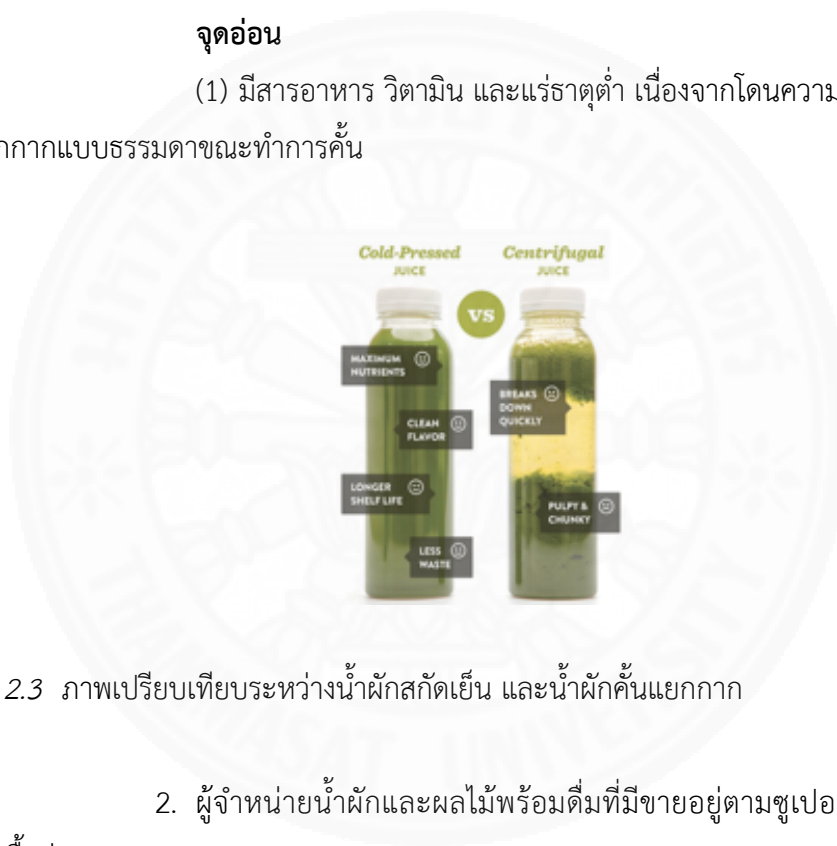 จุดอ่อน
(1) มีสารอาหาร วิตามิน และแร่ธาตุต่ำ เนื่องจากโดนความ
กากแบบธรรมดาขณะทำการคั้น
Cold-Pressed Centrifugal
JUICE JUICE
VS
MAXIMUM
NUTRIENTS
BREAKS
DOWN
QUICKLY
CLEAN
FLAVOR
LONGER
SHELF LIFE
PULPY &
CHUNKY
LESS
WASTE
2.3 ภาพเปรียบเทียบระหว่างน้ำผักสกัดเย็น และน้ำผักคั้นแยกกาก
2. ผู้จำหน่ายน้ำผักและผลไม้พร้อมดื่มที่มีขายอยู่ตามซูเปอ
THAMMASAT UNIVERSITY